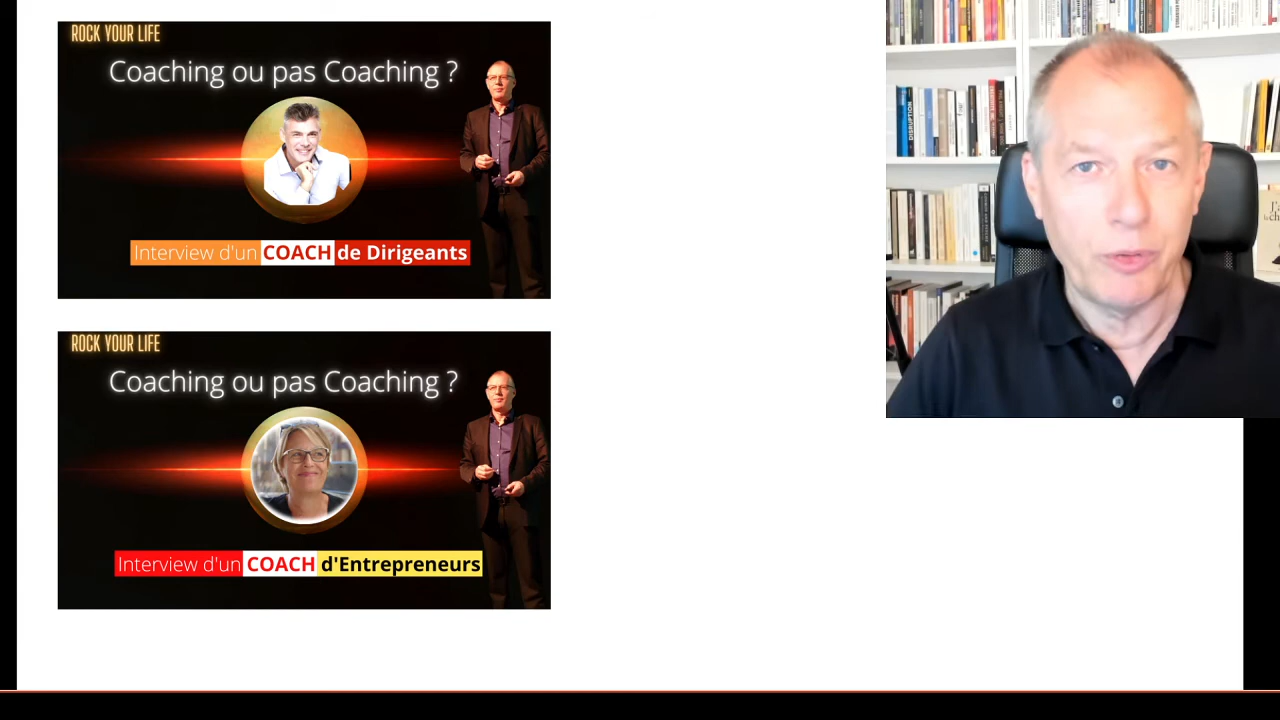 ROCK YOUR LIFE
Coaching ou pas Coaching ?
Interview d'un COACH de Dirigeants
ROCK YOUR LIFE
Coaching ou pas Coaching ?
Interview d'un COACH d'Entrepreneurs
DISRUPTION